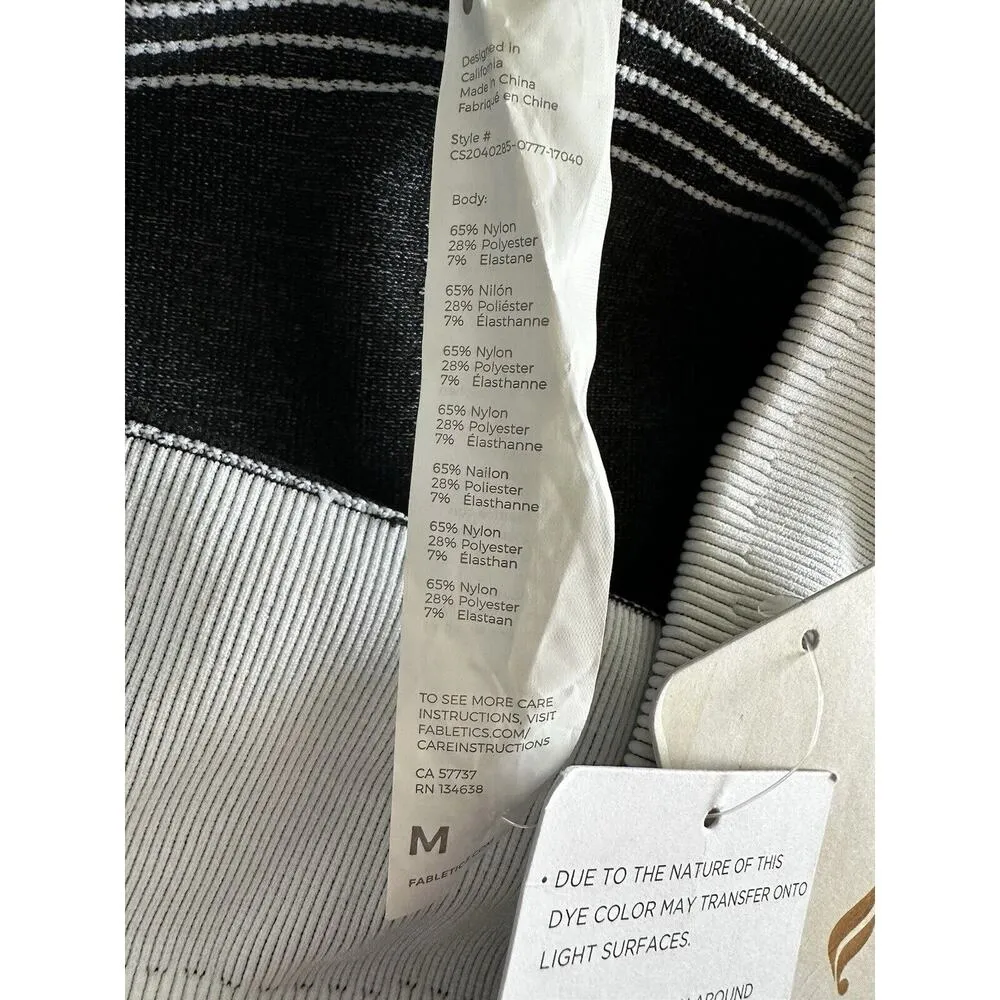 Designed in
California
Made in China
Fabriqué en Chine
Style #
CS2040285-0777-17040
Body:
65% Nylon
28% Polyester
7% Elastane
65% Nilón
28% Poliéster
7% Élasthanne
65% Nylon
28% Polyester
7% Élasthanne
65% Nylon
28% Polyester
7% Élasthanne
65% Nailon
28% Poliester
7% Élasthanne
65% Nylon
28% Polyester
7% Élasthan
65% Nylon
28% Polyester
7% Elastaan
TO SEE MORE CARE
INSTRUCTIONS, VISIT
FABLETICS.COM/
CAREINSTRUCTIONS
CA 57737
RN 134638
M
• DUE TO THE NATURE OF THIS
DYE COLOR MAY TRANSFER ONTO
LIGHT SURFACES.
AROUND